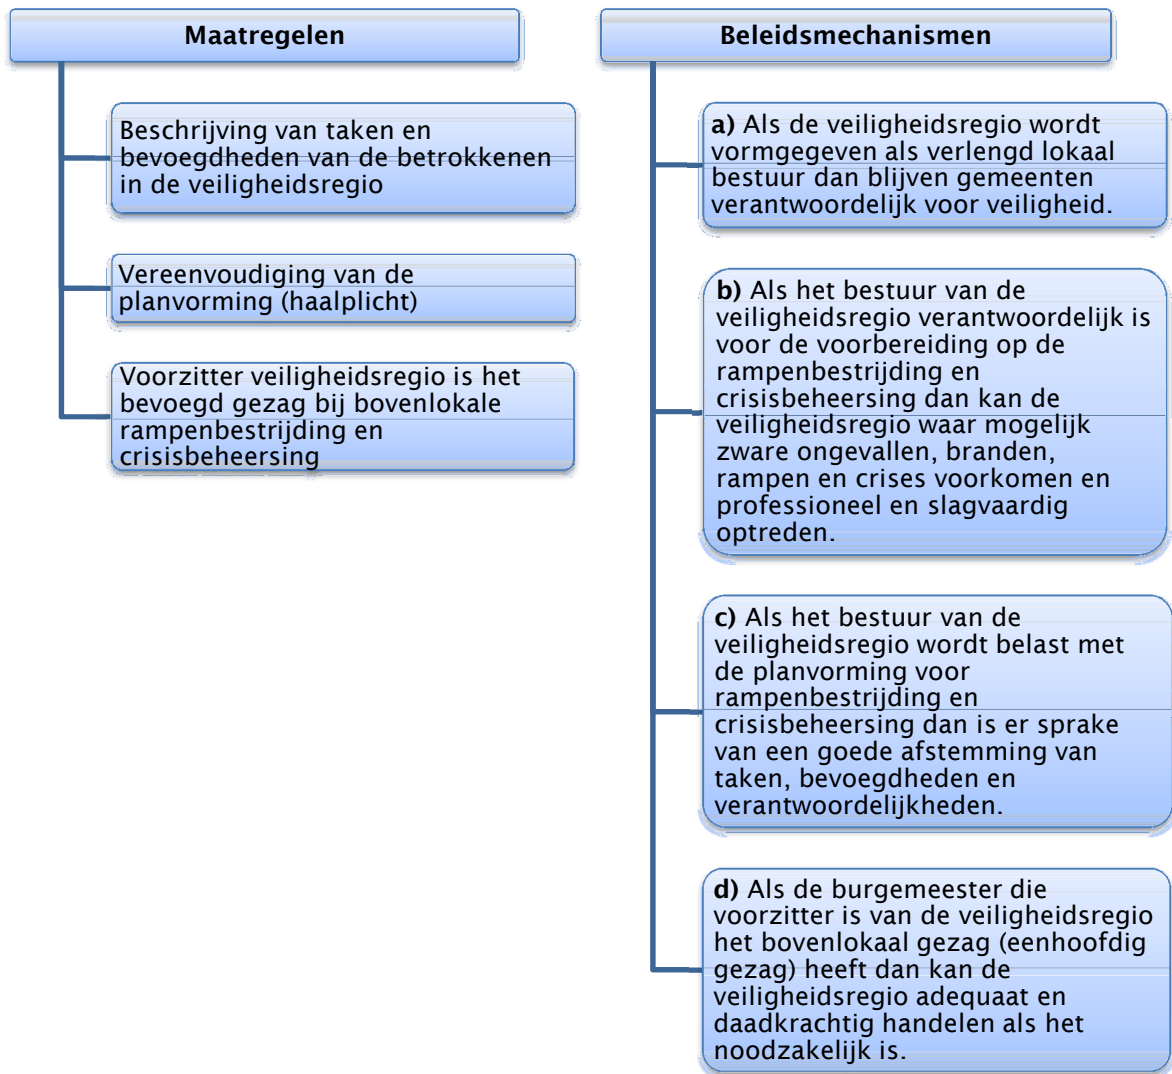 Maatregelen
Beschrijving van taken en
bevoegdheden van de betrokkenen
in de veiligheidsregio
Vereenvoudiging van de
planvorming (haalplicht)
Voorzitter veiligheidsregio is het
bevoegd gezag bij bovenlokale
rampenbestrijding en
crisisbeheersing
Beleidsmechanismen
a) Als de veiligheidsregio wordt
vormgegeven als verlengd lokaal
bestuur dan blijven gemeenten
verantwoordelijk voor veiligheid.
b) Als het bestuur van de
veiligheidsregio verantwoordelijk is
voor de voorbereiding op de
rampenbestrijding en
crisisbeheersing dan kan de
veiligheidsregio waar mogelijk
zware ongevallen, branden,
rampen en crises voorkomen en
professioneel en slagvaardig
optreden.
c) Als het bestuur van de
veiligheidsregio wordt belast met
de planvorming voor
rampenbestrijding en
crisisbeheersing dan is er sprake
van een goede afstemming van
taken, bevoegdheden en
verantwoordelijkheden.
d) Als de burgemeester die
voorzitter is van de veiligheidsregio
het bovenlokaal gezag (eenhoofdig
gezag) heeft dan kan de
veiligheidsregio adequaat en
daadkrachtig handelen als het
noodzakelijk is.